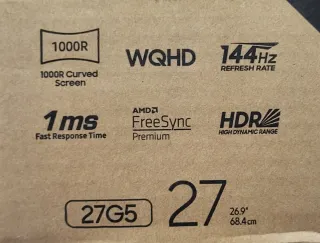 1000R
1000R Curved
Screen
WQHD
144Hz
REFRESH RATE
1ms
Fast Response Time
AMD
FreeSync
Premium
HDR
HIGH DYNAMIC RANGE
27G5
27
26.9"
68.4cm